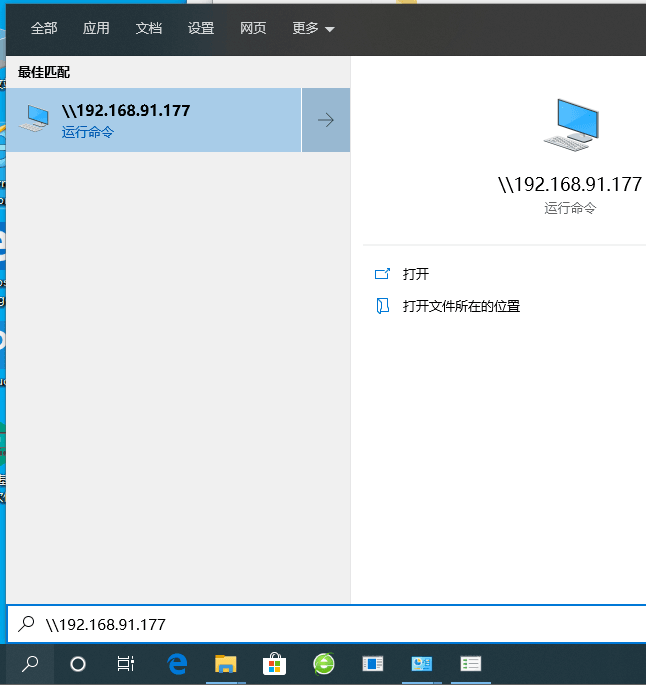 全部 应用 文档 设置 网页 更多
最佳匹配
\\192.168.91.177
运行命令
\\192.168.91.177
运行命令
打开
打开文件所在的位置
\\192.168.91.177